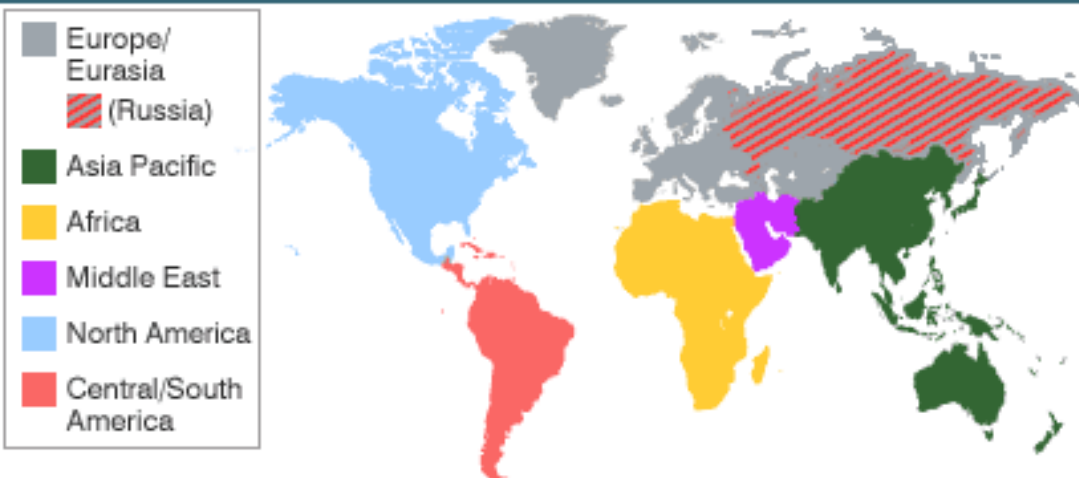 Europe/
Eurasia
(Russia)
Asia Pacific
Africa
Middle East
North America
Central/South
America